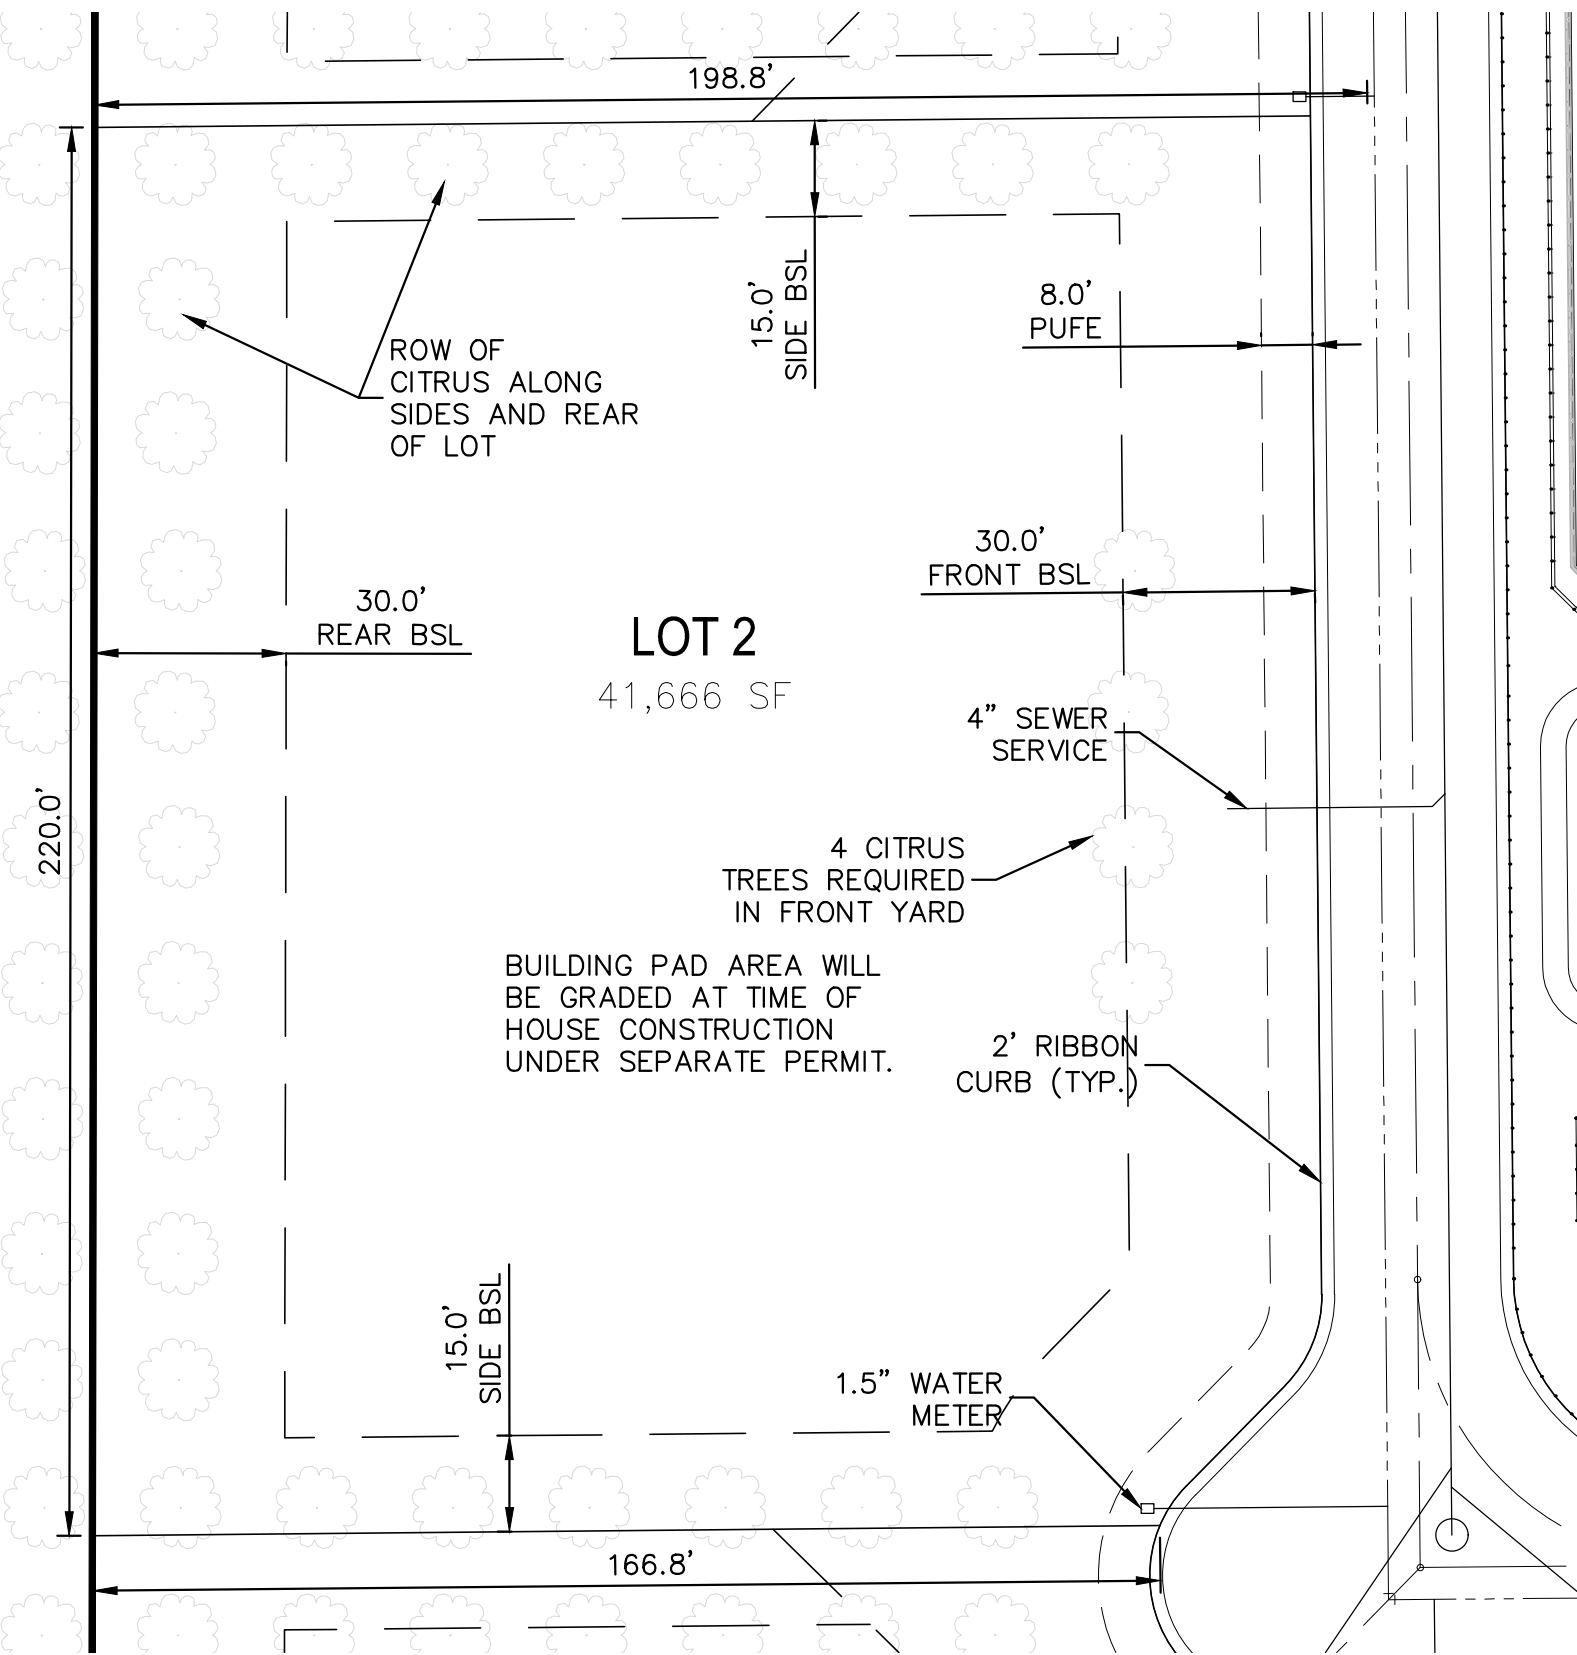 198.8'
15.0'
SIDE BSL
8.0'
PUFE
ROW OF
CITRUS ALONG
SIDES AND REAR
OF LOT
30.0'
FRONT BSL
30.0'
REAR BSL
LOT 2
41,666 SF
4" SEWER
SERVICE
220.0'
4 CITRUS
TREES REQUIRED
IN FRONT YARD
BUILDING PAD AREA WILL
BE GRADED AT TIME OF
HOUSE CONSTRUCTION
UNDER SEPARATE PERMIT.
2' RIBBON
CURB (TYP.)
15.0'
SIDE BSL
1.5" WATER
METER
166.8'